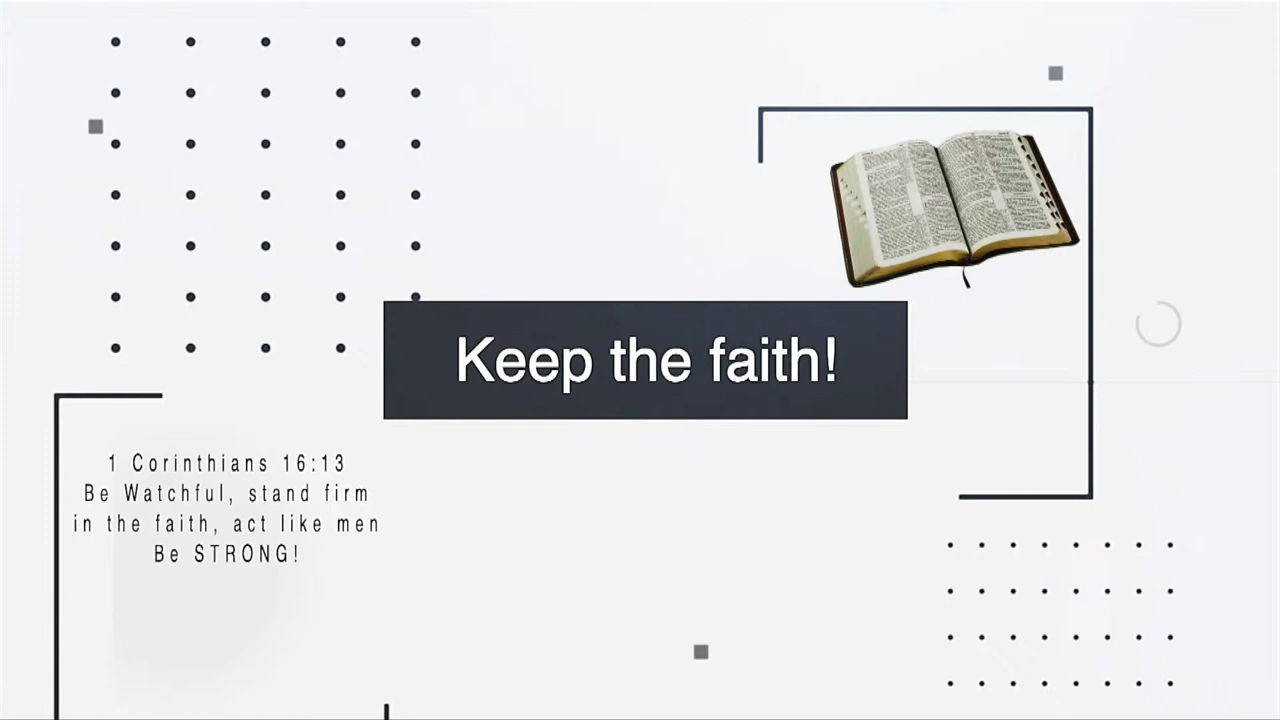 Keep the faith!
1 Corinthians 16:13
Be Watchful, stand firm
in the faith, act like men
Be STRONG!